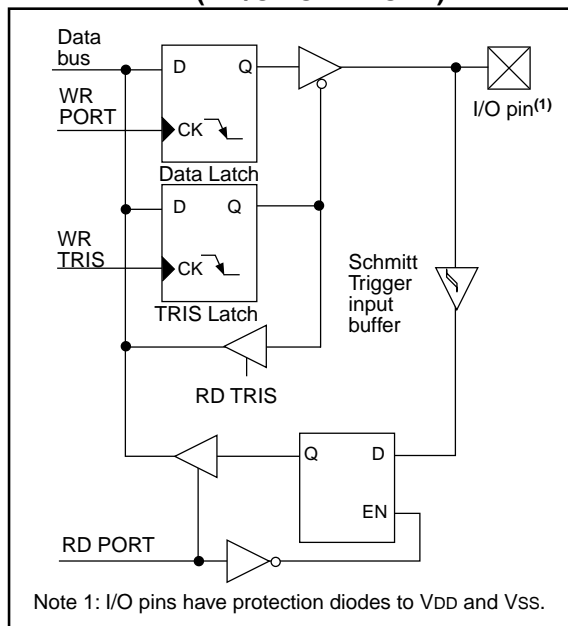 Data
bus
D
Q
WR
PORT
CK
I/O pin(1)
Data Latch
D
Q
WR
TRIS
CK
Schmitt
Trigger
input
buffer
TRIS Latch
RD TRIS
Q
D
EN
RD PORT
Note 1: I/O pins have protection diodes to VDD and VSS.